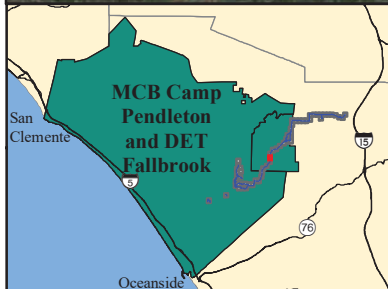 MCB Camp
Pendleton
and DET
Fallbrook
San
Clemente
5
15
76
Oceanside